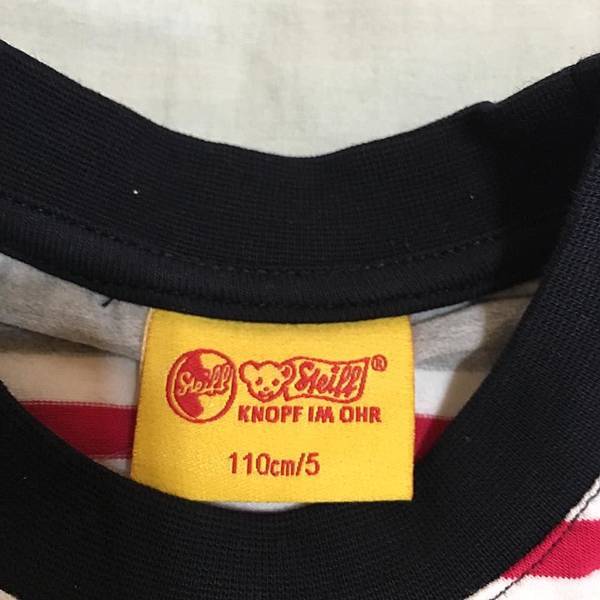 Steiff Steiff®
KNOPF IM OHR
110cm/5